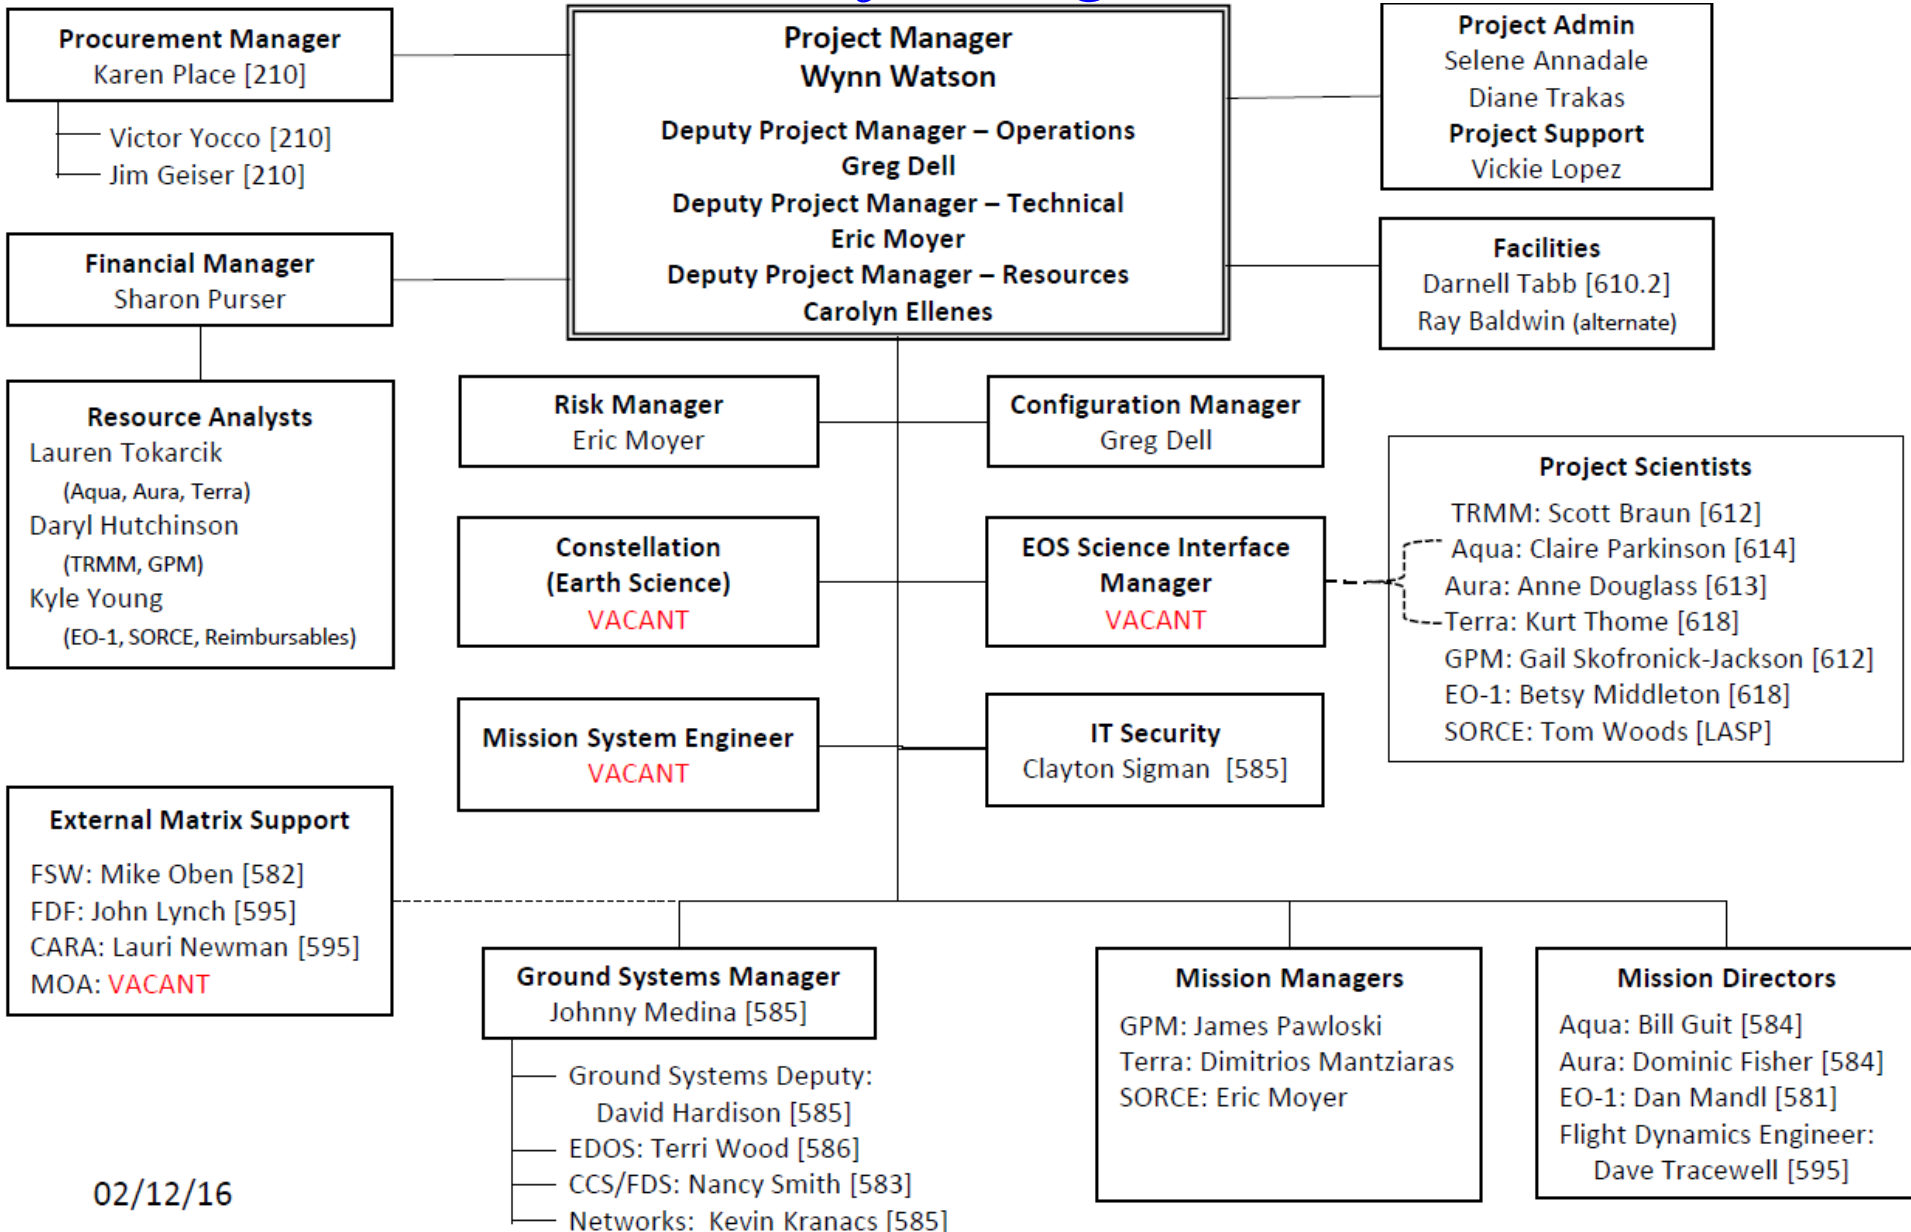 Procurement Manager
Karen Place [210]
Victor Yocco [210]
Jim Geiser [210]
Project Manager
Wynn Watson
Deputy Project Manager – Operations
Greg Dell
Deputy Project Manager – Technical
Eric Moyer
Deputy Project Manager – Resources
Carolyn Ellenes
Project Admin
Selene Annadale
Diane Trakas
Project Support
Vickie Lopez
Financial Manager
Sharon Purser
Facilities
Darnell Tabb [610.2]
Ray Baldwin (alternate)
Resource Analysts
Lauren Tokarcik
(Aqua, Aura, Terra)
Daryl Hutchinson
(TRMM, GPM)
Kyle Young
(EO-1, SORCE, Reimbursables)
Risk Manager
Eric Moyer
Configuration Manager
Greg Dell
Constellation
(Earth Science)
VACANT
EOS Science Interface
Manager
VACANT
Project Scientists
TRMM: Scott Braun [612]
Aqua: Claire Parkinson [614]
Aura: Anne Douglass [613]
Terra: Kurt Thome [618]
GPM: Gail Skofronick-Jackson [612]
EO-1: Betsy Middleton [618]
SORCE: Tom Woods [LASP]
Mission System Engineer
VACANT
IT Security
Clayton Sigman [585]
External Matrix Support
FSW: Mike Oben [582]
FDF: John Lynch [595]
CARA: Lauri Newman [595]
MOA: VACANT
Ground Systems Manager
Johnny Medina [585]
Ground Systems Deputy:
David Hardison [585]
EDOS: Terri Wood [586]
CCS/FDS: Nancy Smith [583]
Networks: Kevin Kranacs [585]
Mission Managers
GPM: James Pawloski
Terra: Dimitrios Mantziaras
SORCE: Eric Moyer
Mission Directors
Aqua: Bill Guit [584]
Aura: Dominic Fisher [584]
EO-1: Dan Mandl [581]
Flight Dynamics Engineer:
Dave Tracewell [595]
02/12/16